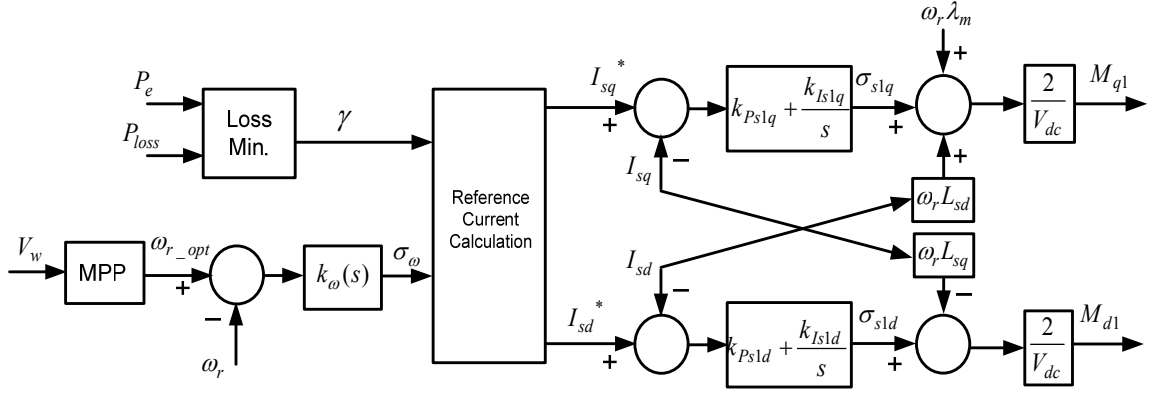 ω_r λ_m
P_e
P_loss
Loss
Min.
γ
I_sq*
+
−
k_Ps1q + k_Is1q / s
σ_s1q
+
+
+
2 / V_dc
M_q1
I_sq
ω_r L_sd
Reference
Current
Calculation
V_w
MPP
ω_r_opt
+
−
ω_r
k_ω(s)
σ_ω
I_sd
ω_r L_sq
I_sd*
+
−
k_Ps1d + k_Is1d / s
σ_s1d
+
−
2 / V_dc
M_d1